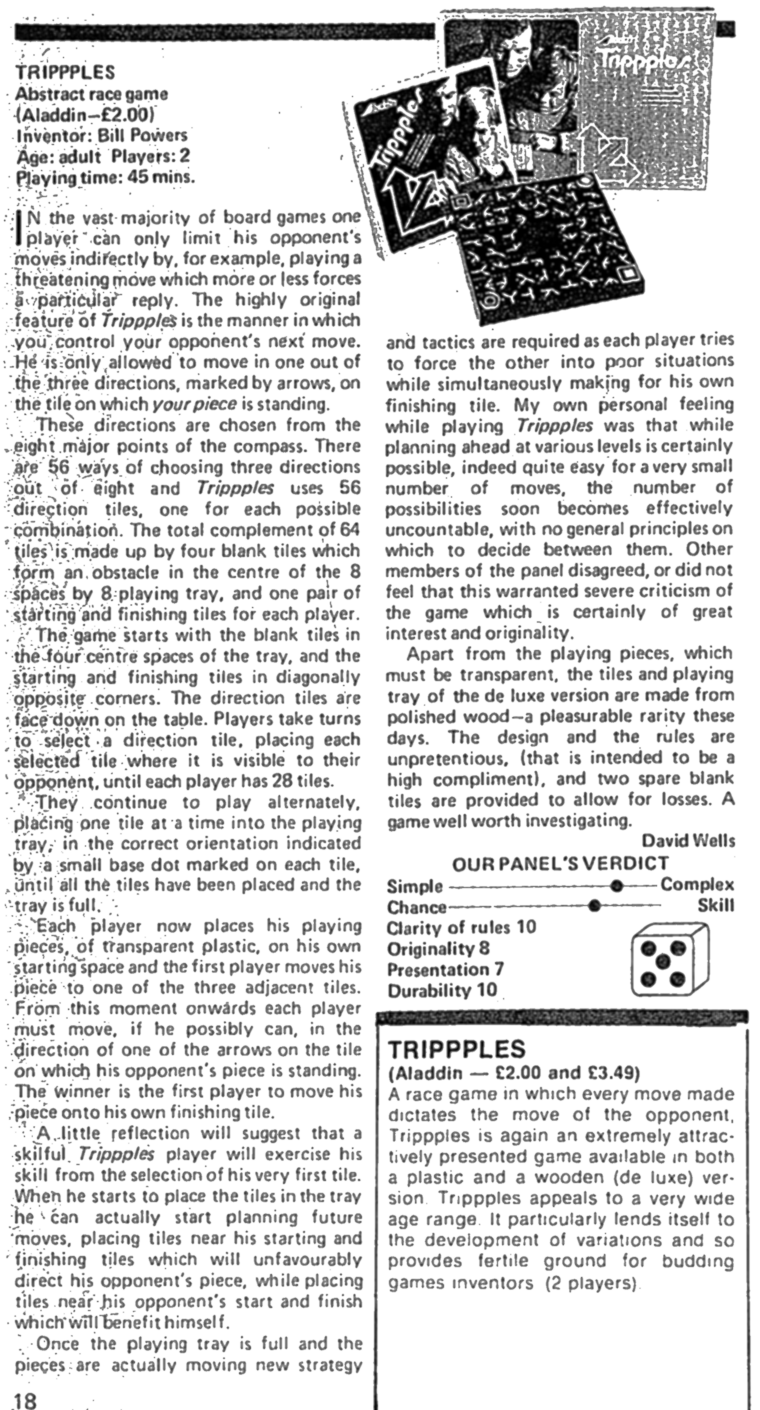 TRIPPPLES
Abstract race game
(Aladdin—£2.00)
Inventor: Bill Powers
Age: adult Players: 2
Playing time: 45 mins.
IN the vast majority of board games one
player can only limit his opponent's
moves indirectly by, for example, playing a
threatening move which more or less forces
a particular reply. The highly original
feature of Trippples is the manner in which
you control your opponent's next move.
He is only allowed to move in one out of
the three directions, marked by arrows, on
the tile on which your piece is standing.
These directions are chosen from the
eight major points of the compass. There
are 56 ways of choosing three directions
out of eight and Trippples uses 56
direction tiles, one for each possible
combination. The total complement of 64
tiles is made up by four blank tiles which
form an obstacle in the centre of the 8
spaces by 8 playing tray, and one pair of
starting and finishing tiles for each player.
The game starts with the blank tiles in
the four centre spaces of the tray, and the
starting and finishing tiles in diagonally
opposite corners. The direction tiles are
face down on the table. Players take turns
to select a direction tile, placing each
selected tile where it is visible to their
opponent, until each player has 28 tiles.
They continue to play alternately,
placing one tile at a time into the playing
tray, in the correct orientation indicated
by a small base dot marked on each tile,
until all the tiles have been placed and the
tray is full.
Each player now places his playing
pieces, of transparent plastic, on his own
starting space and the first player moves his
piece to one of the three adjacent tiles.
From this moment onwards each player
must move, if he possibly can, in the
direction of one of the arrows on the tile
on which his opponent's piece is standing.
The winner is the first player to move his
piece onto his own finishing tile.
A little reflection will suggest that a
skilful Trippples player will exercise his
skill from the selection of his very first tile.
When he starts to place the tiles in the tray
he can actually start planning future
moves, placing tiles near his starting and
finishing tiles which will unfavourably
direct his opponent's piece, while placing
tiles near his opponent's start and finish
which will benefit himself.
Once the playing tray is full and the
pieces are actually moving new strategy
18
Trippples
Trippples
and tactics are required as each player tries
to force the other into poor situations
while simultaneously making for his own
finishing tile. My own personal feeling
while playing Trippples was that while
planning ahead at various levels is certainly
possible, indeed quite easy for a very small
number of moves, the number of
possibilities soon becomes effectively
uncountable, with no general principles on
which to decide between them. Other
members of the panel disagreed, or did not
feel that this warranted severe criticism of
the game which is certainly of great
interest and originality.
Apart from the playing pieces, which
must be transparent, the tiles and playing
tray of the de luxe version are made from
polished wood—a pleasurable rarity these
days. The design and the rules are
unpretentious, (that is intended to be a
high compliment), and two spare blank
tiles are provided to allow for losses. A
game well worth investigating.
David Wells
OUR PANEL'S VERDICT
Simple Complex
Chance Skill
Clarity of rules 10
Originality 8
Presentation 7
Durability 10
TRIPPPLES
(Aladdin — £2.00 and £3.49)
A race game in which every move made
dictates the move of the opponent,
Trippples is again an extremely attrac-
tively presented game available in both
a plastic and a wooden (de luxe) ver-
sion. Trippples appeals to a very wide
age range. It particularly lends itself to
the development of variations and so
provides fertile ground for budding
games inventors (2 players).